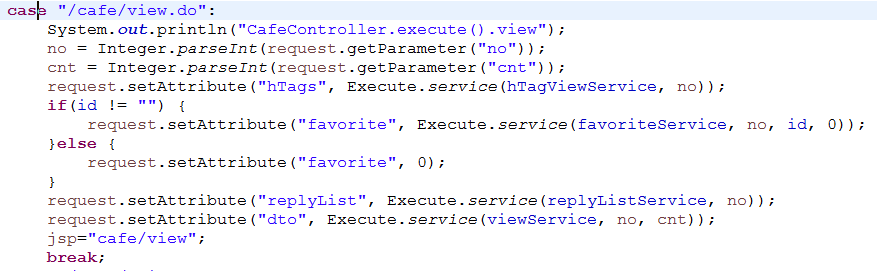 case "/cafe/view.do":
System.out.println("CafeController.execute().view");
no = Integer.parseInt(request.getParameter("no"));
cnt = Integer.parseInt(request.getParameter("cnt"));
request.setAttribute("hTags", Execute.service(hTagViewService, no));
if(id != "") {
request.setAttribute("favorite", Execute.service(favoriteService, no, id, 0));
}else {
request.setAttribute("favorite", 0);
}
request.setAttribute("replyList", Execute.service(replyListService, no));
request.setAttribute("dto", Execute.service(viewService, no, cnt));
jsp="cafe/view";
break;